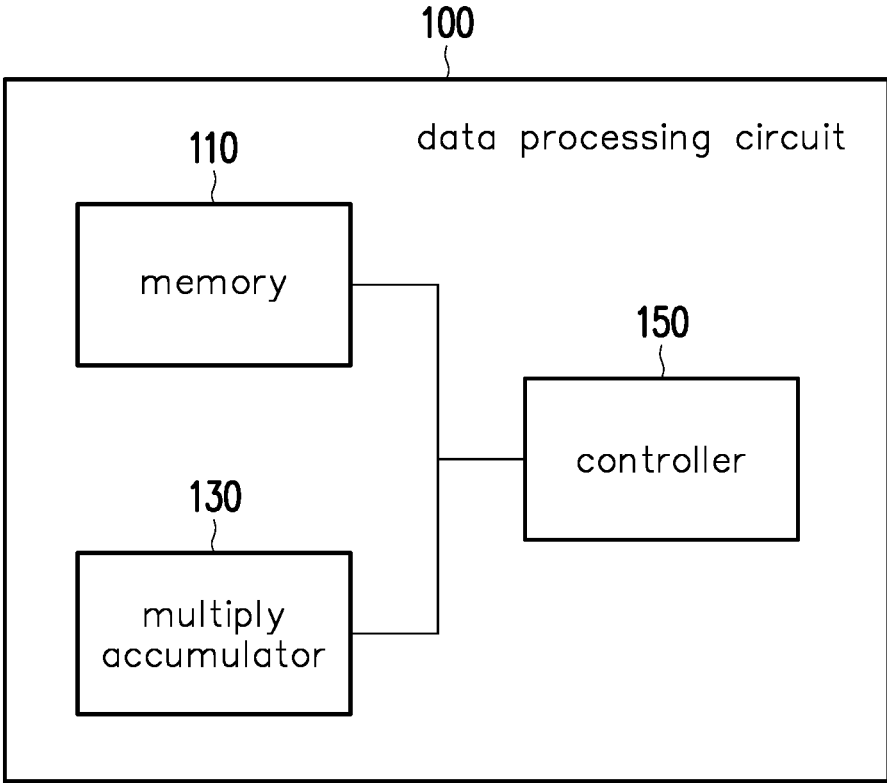 100
data processing circuit
110
memory
150
controller
130
multiply
accumulator